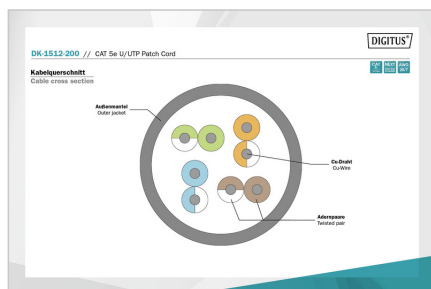 DIGITUS®
DK-1512-200 // CAT 5e U/UTP Patch Cord
Kabelquerschnitt
Cable cross section
Außenmantel
Outer jacket
Cu-Draht
Cu-Wire
Adernpaare
Twisted pair